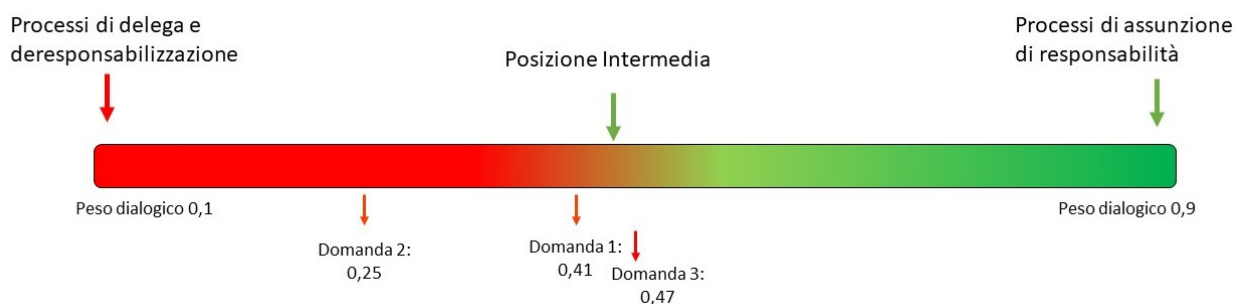 Processi di delega e
deresponsabilizzazione
Posizione Intermedia
Processi di assunzione
di responsabilità
Peso dialogico 0,1
Peso dialogico 0,9
Domanda 2:
0,25
Domanda 1:
0,41
Domanda 3:
0,47